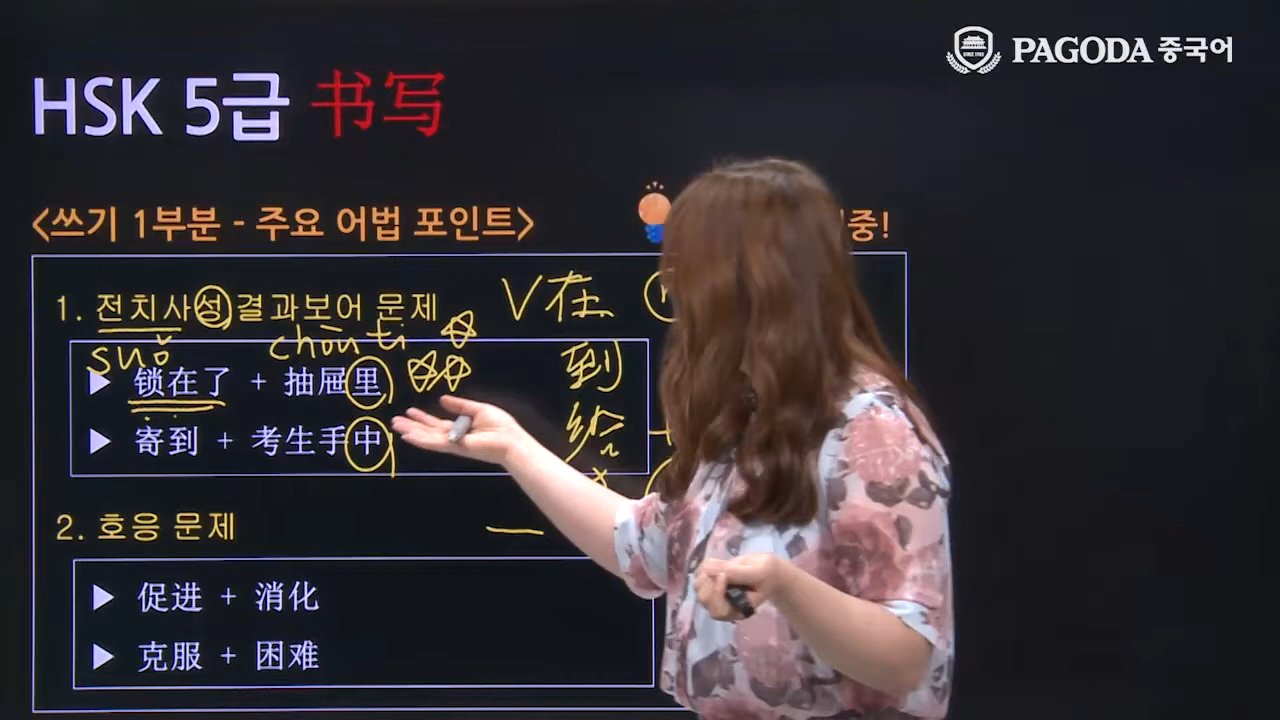 PAGODA 중국어
HSK 5급 书写
<쓰기 1부분 - 주요 어법 포인트>
중!
1. 전치사성 결과보어 문제
V在
suǒ
chōu ti
到
▶ 锁在了 + 抽屉里
给
▶ 寄到 + 考生手中
2. 호응 문제
▶ 促进 + 消化
▶ 克服 + 困难